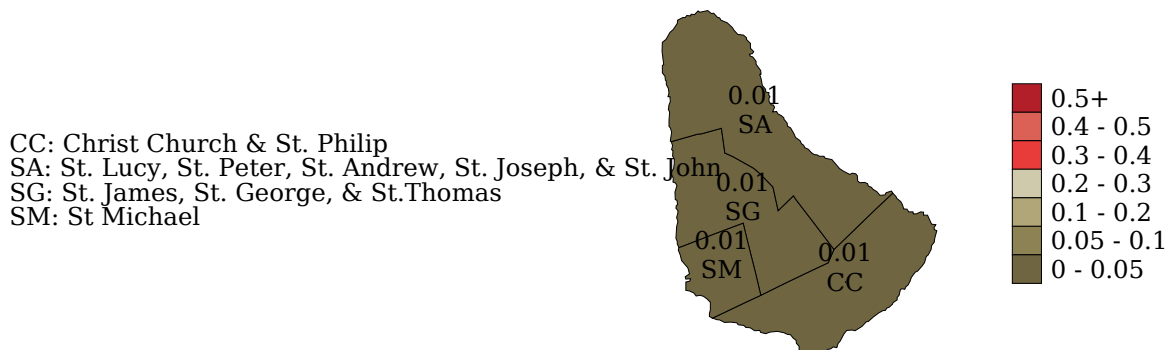 CC: Christ Church & St. Philip
SA: St. Lucy, St. Peter, St. Andrew, St. Joseph, & St. John
SG: St. James, St. George, & St.Thomas
SM: St Michael
0.01
SA
0.01
SG
0.01
SM
0.01
CC
0.5+
0.4 - 0.5
0.3 - 0.4
0.2 - 0.3
0.1 - 0.2
0.05 - 0.1
0 - 0.05